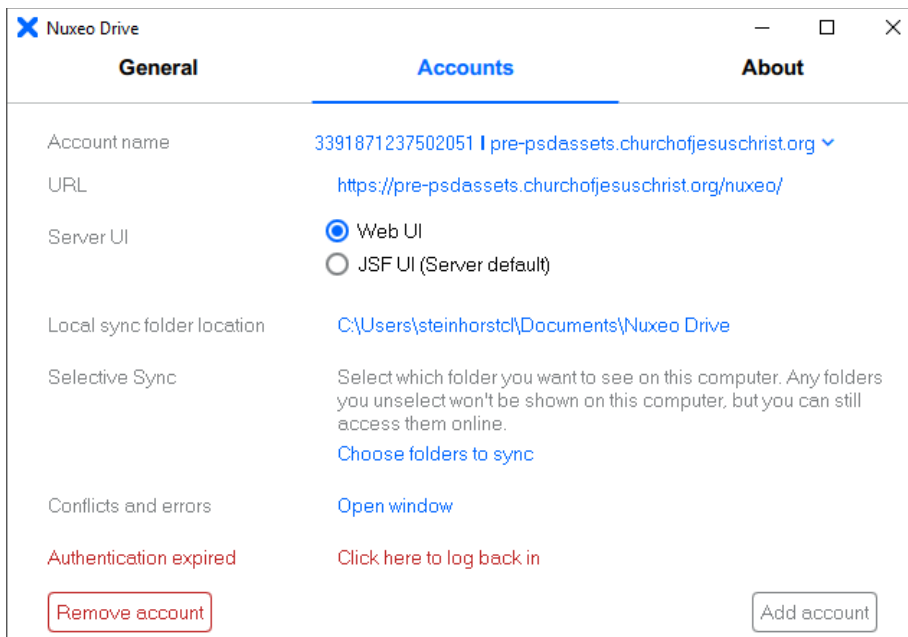 Nuxeo Drive
General Accounts About
Account name 3391871237502051 | pre-psdassets.churchofjesuschrist.org
URL https://pre-psdassets.churchofjesuschrist.org/nuxeo/
Server UI Web UI
JSF UI (Server default)
Local sync folder location C:\Users\steinhorstcl\Documents\Nuxeo Drive
Selective Sync Select which folder you want to see on this computer. Any folders
you unselect won't be shown on this computer, but you can still
access them online.
Choose folders to sync
Conflicts and errors Open window
Authentication expired Click here to log back in
Remove account Add account